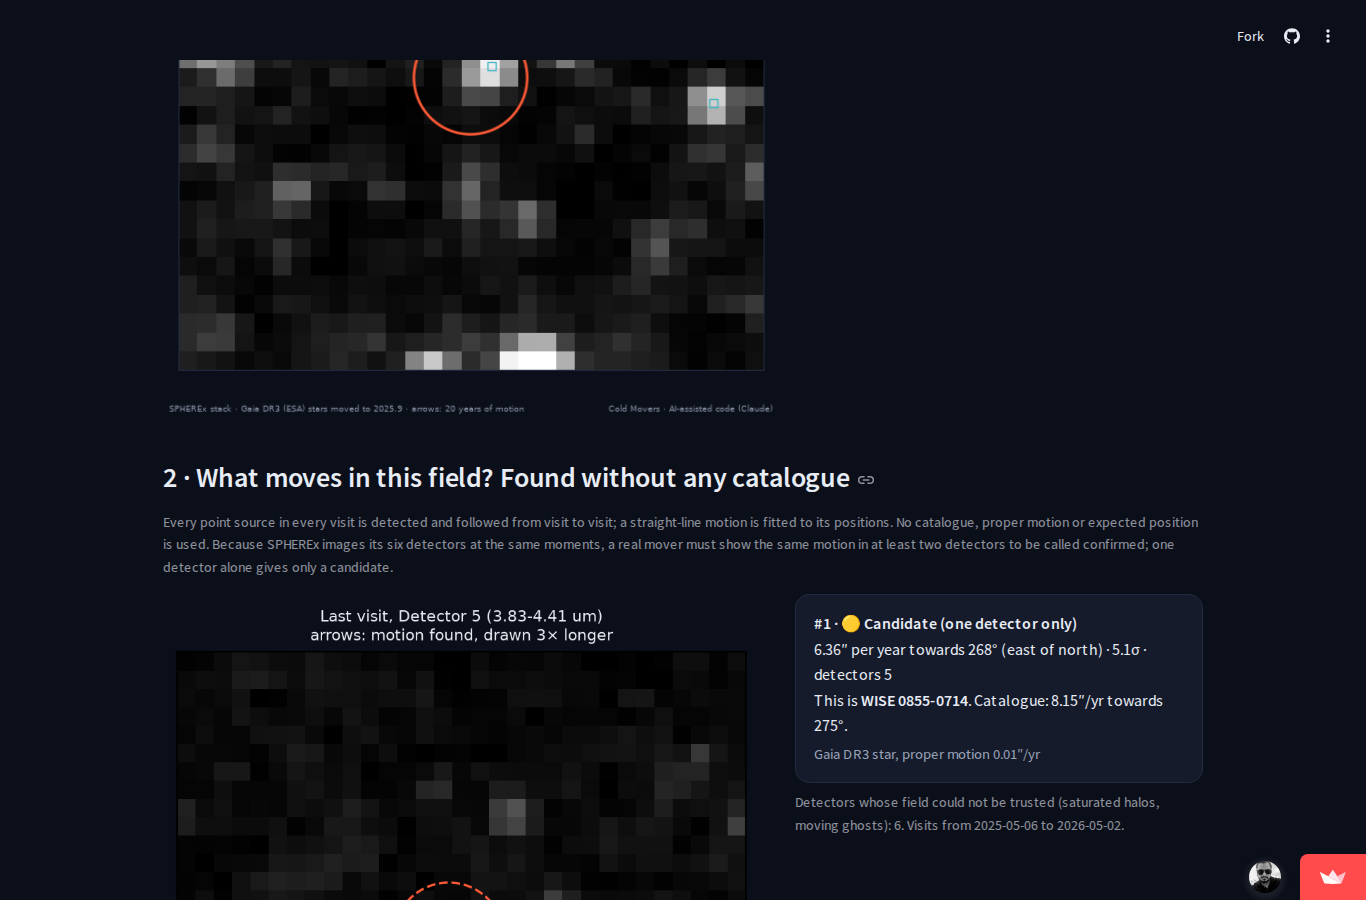 Fork
SPHEREx stack · Gaia DR3 (ESA) stars moved to 2025.9 · arrows: 20 years of motion
Cold Movers · AI-assisted code (Claude)
2 · What moves in this field? Found without any catalogue
Every point source in every visit is detected and followed from visit to visit; a straight-line motion is fitted to its positions. No catalogue, proper motion or expected position
is used. Because SPHEREx images its six detectors at the same moments, a real mover must show the same motion in at least two detectors to be called confirmed; one
detector alone gives only a candidate.
Last visit, Detector 5 (3.83-4.41 um)
arrows: motion found, drawn 3× longer
#1 · 🟡 Candidate (one detector only)
6.36″ per year towards 268° (east of north) · 5.1σ ·
detectors 5
This is WISE 0855-0714. Catalogue: 8.15″/yr towards
275°.
Gaia DR3 star, proper motion 0.01″/yr
Detectors whose field could not be trusted (saturated halos,
moving ghosts): 6. Visits from 2025-05-06 to 2026-05-02.